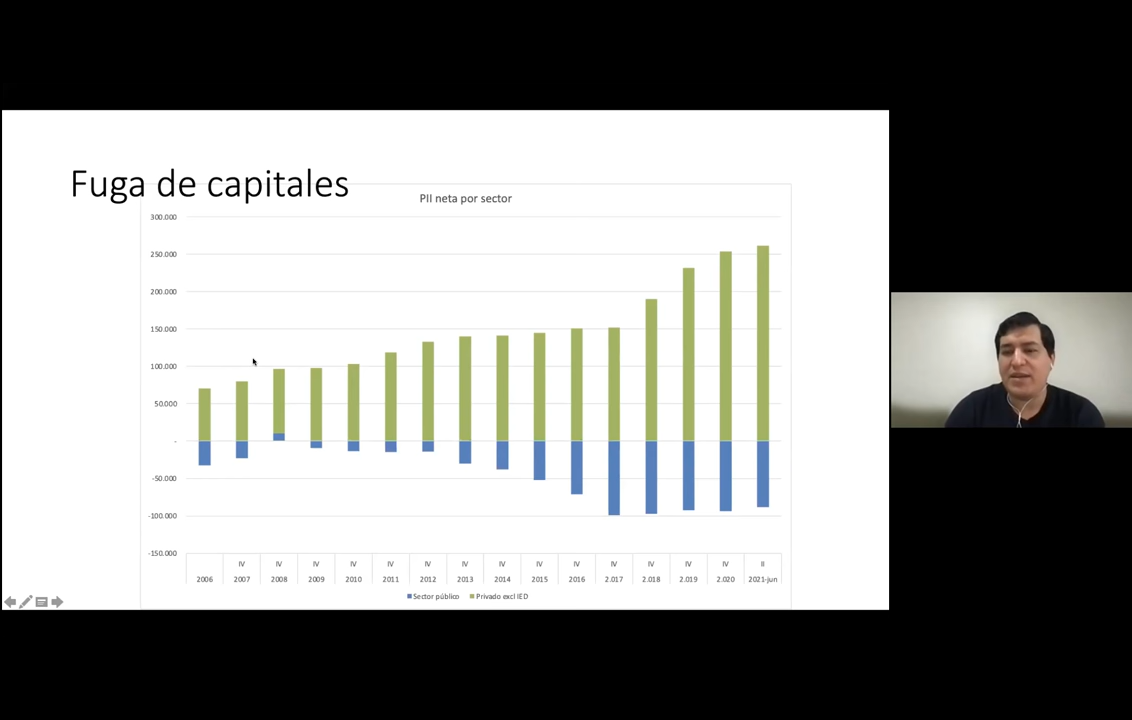 Fuga de capitales
PII neta por sector
300.000
250.000
200.000
150.000
100.000
50.000
-
-50.000
-100.000
-150.000
IV IV IV IV IV IV IV IV IV IV IV IV IV IV II
2006 2007 2008 2009 2010 2011 2012 2013 2014 2015 2016 2.017 2.018 2.019 2.020 2021-jun
Sector público Privado excl IED